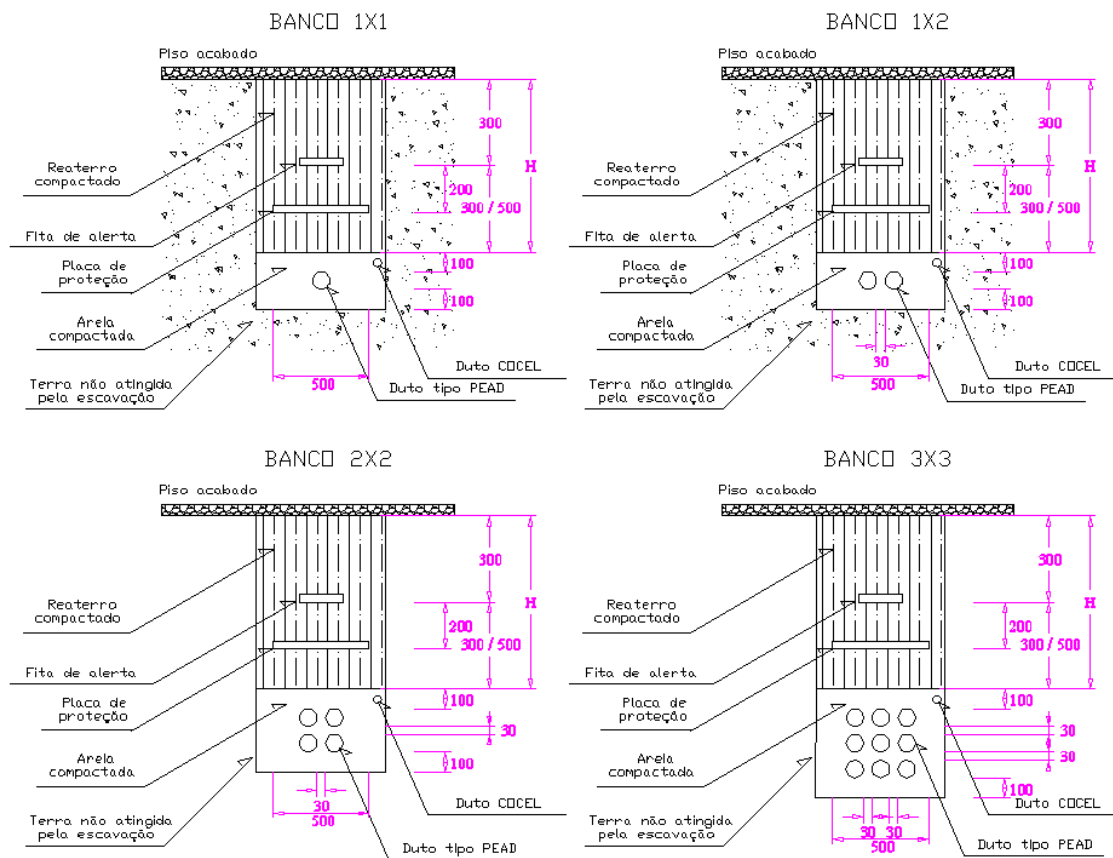 BANCO 1X1
Piso acabado
300
H
Reaterro
compactado
200
300 / 500
Fita de alerta
Placa de
proteção
100
100
Areia
compactada
Duto COCEL
Terra não atingida
pela escavação
500
Duto tipo PEAD
BANCO 1X2
Piso acabado
300
H
Reaterro
compactado
200
300 / 500
Fita de alerta
Placa de
proteção
100
100
Areia
compactada
30
Duto COCEL
Terra não atingida
pela escavação
500
Duto tipo PEAD
BANCO 2X2
Piso acabado
300
H
Reaterro
compactado
200
300 / 500
Fita de alerta
Placa de
proteção
100
30
Areia
compactada
100
30
Duto COCEL
Terra não atingida
pela escavação
500
Duto tipo PEAD
BANCO 3X3
Piso acabado
300
H
Reaterro
compactado
200
300 / 500
Fita de alerta
Placa de
proteção
100
30
30
Areia
compactada
100
Duto COCEL
Terra não atingida
pela escavação
30 30
500
Duto tipo PEAD